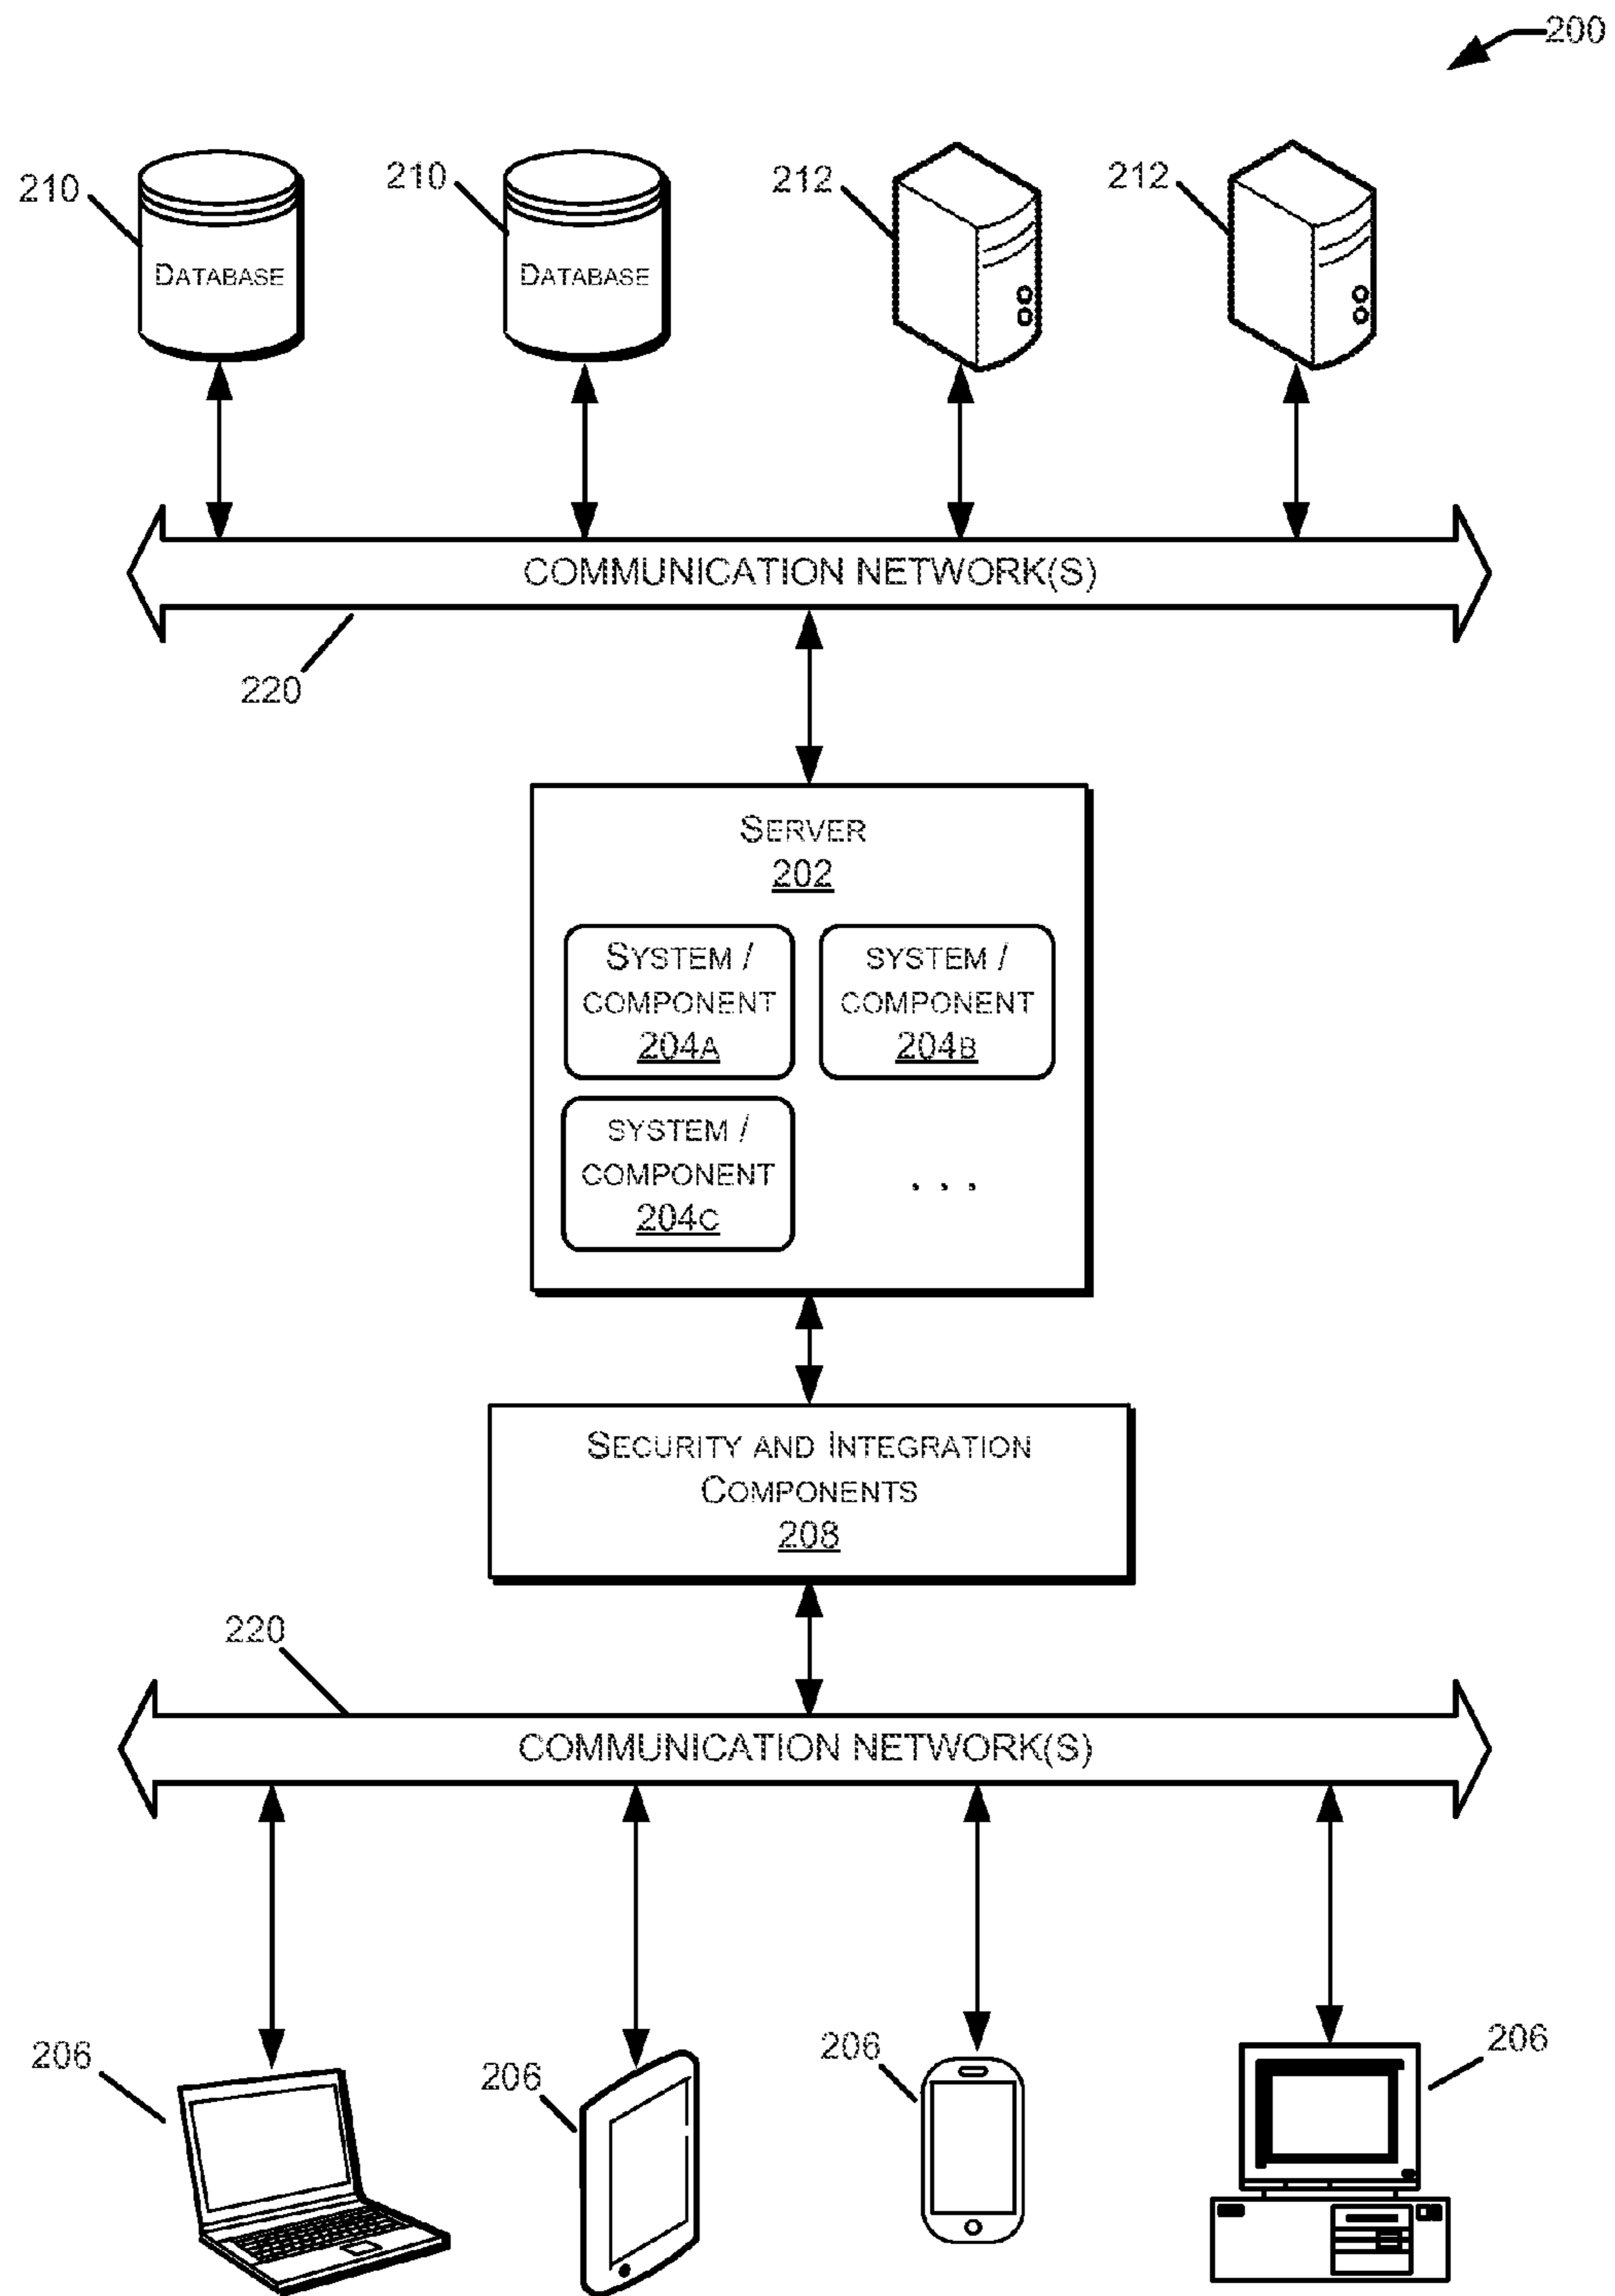 200
210
210
212
212
DATABASE
DATABASE
COMMUNICATION NETWORK(S)
220
SERVER
202
SYSTEM /
COMPONENT
204A
SYSTEM /
COMPONENT
204B
SYSTEM /
COMPONENT
204C
. . .
SECURITY AND INTEGRATION
COMPONENTS
208
220
COMMUNICATION NETWORK(S)
206
206
206
206